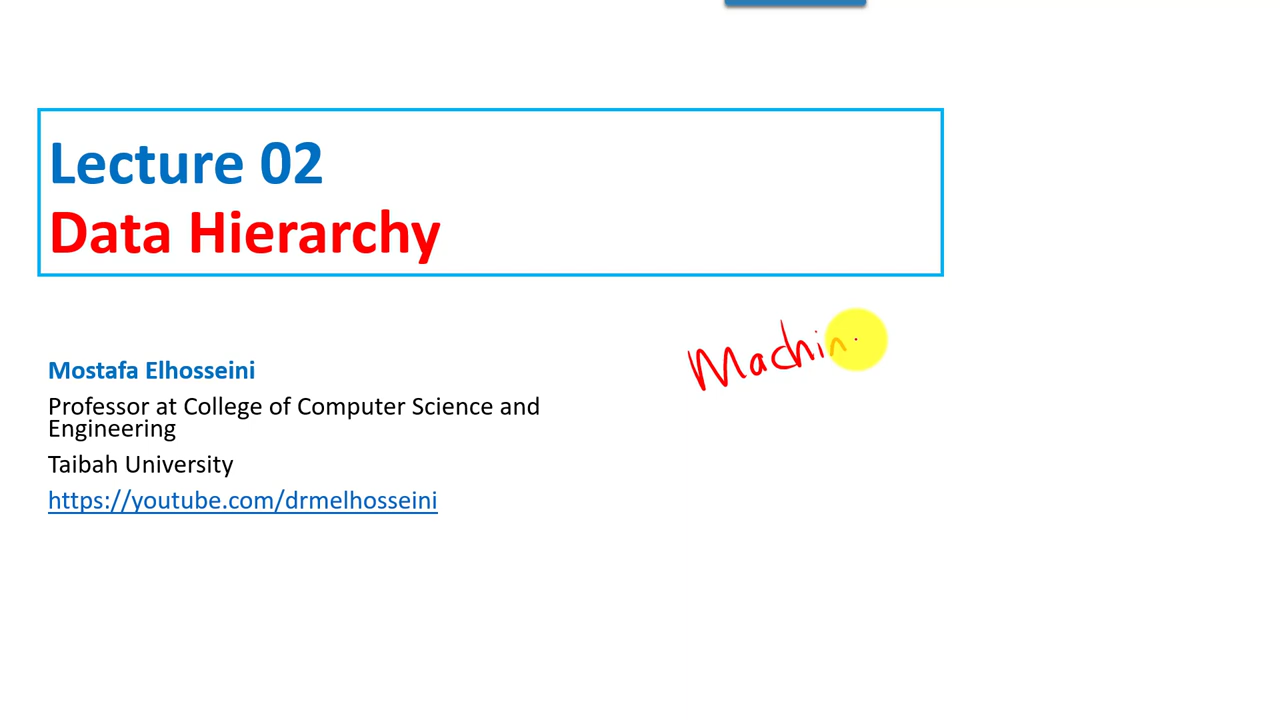 Lecture 02
Data Hierarchy
Machin
Mostafa Elhosseini
Professor at College of Computer Science and
Engineering
Taibah University
https://youtube.com/drmelhosseini